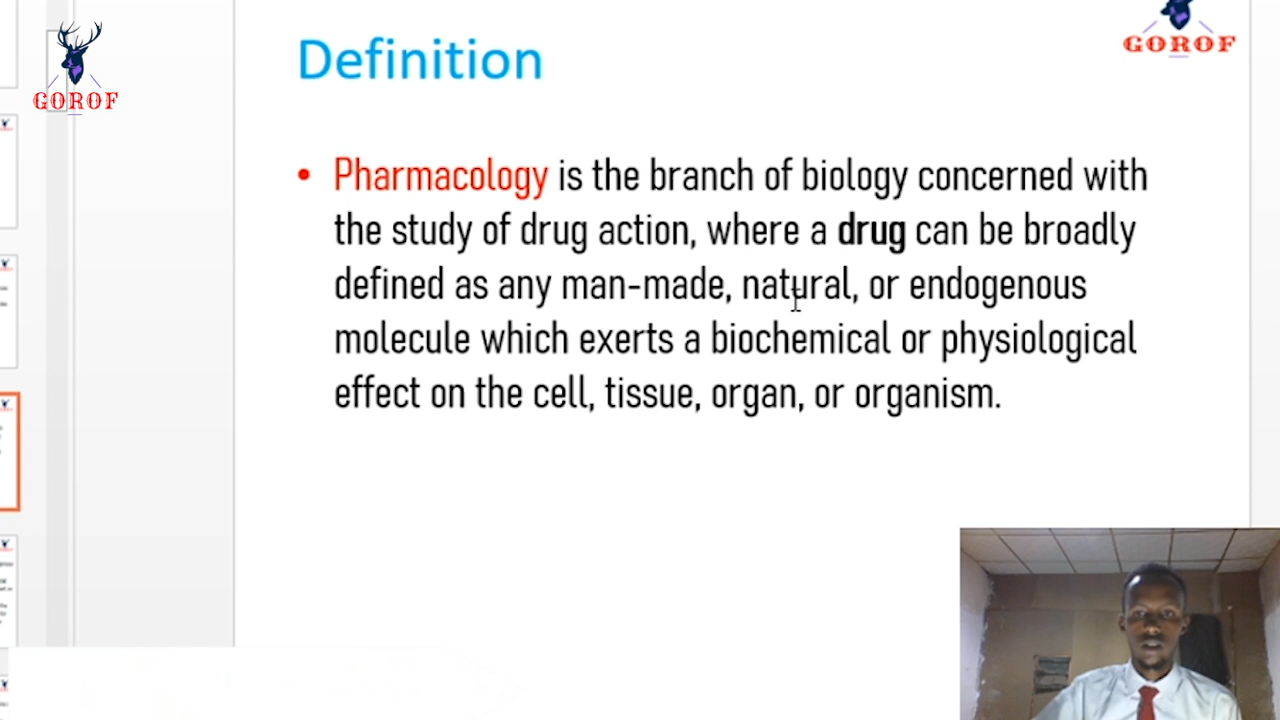 GOROF
GOROF
Definition
• Pharmacology is the branch of biology concerned with
the study of drug action, where a drug can be broadly
defined as any man-made, natural, or endogenous
molecule which exerts a biochemical or physiological
effect on the cell, tissue, organ, or organism.